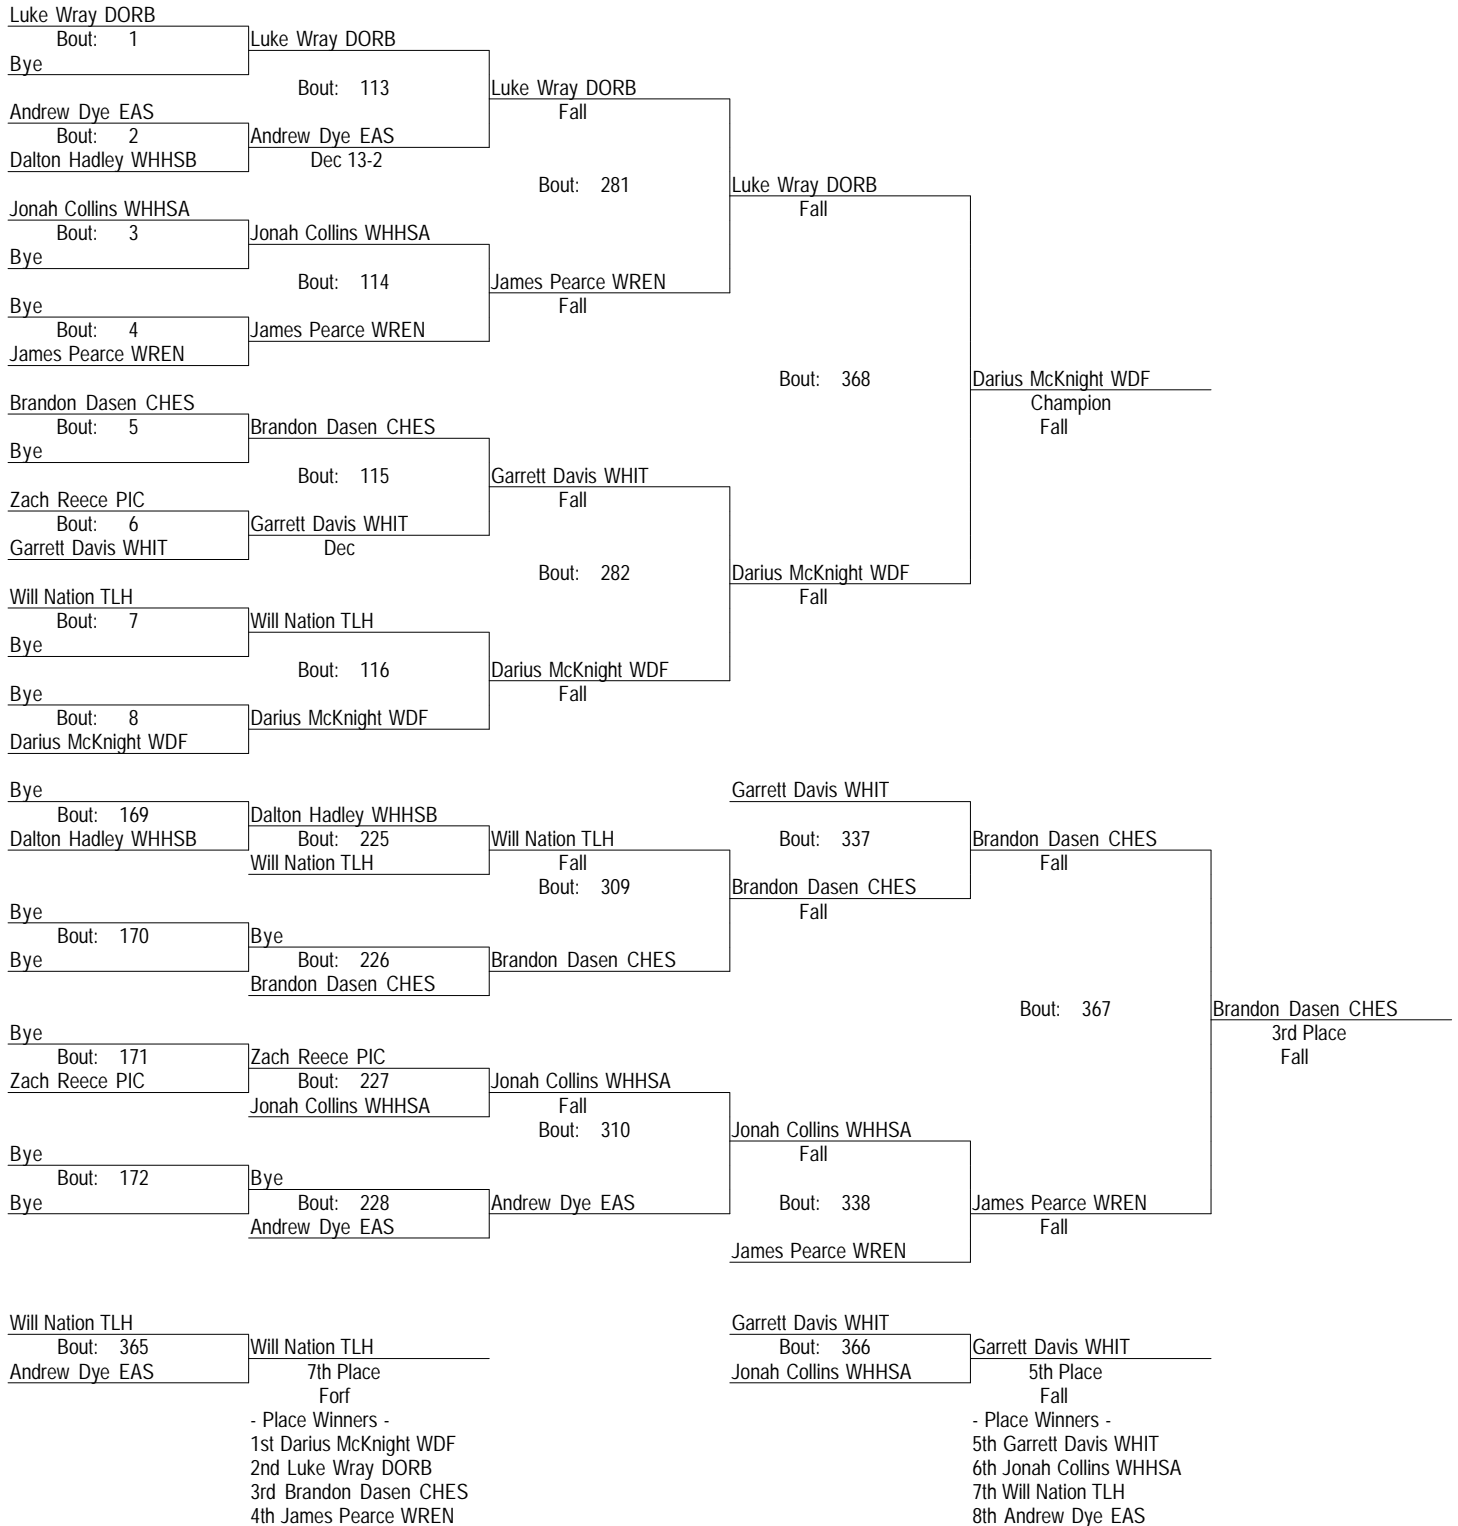 Luke Wray DORB
Bout: 1
Luke Wray DORB
Bye
Bout: 113
Luke Wray DORB
Fall
Andrew Dye EAS
Bout: 2
Andrew Dye EAS
Dalton Hadley WHHSB
Dec 13-2
Bout: 281
Luke Wray DORB
Fall
Jonah Collins WHHSA
Bout: 3
Jonah Collins WHHSA
Bye
Bout: 114
James Pearce WREN
Fall
Bye
Bout: 4
James Pearce WREN
James Pearce WREN
Bout: 368
Darius McKnight WDF
Champion
Fall
Brandon Dasen CHES
Bout: 5
Brandon Dasen CHES
Bye
Bout: 115
Garrett Davis WHIT
Fall
Zach Reece PIC
Bout: 6
Garrett Davis WHIT
Garrett Davis WHIT
Dec
Bout: 282
Darius McKnight WDF
Fall
Will Nation TLH
Bout: 7
Will Nation TLH
Bye
Bout: 116
Darius McKnight WDF
Fall
Bye
Bout: 8
Darius McKnight WDF
Darius McKnight WDF
Bye
Bout: 169
Dalton Hadley WHHSB
Dalton Hadley WHHSB
Bout: 225
Will Nation TLH
Will Nation TLH
Fall
Bout: 309
Garrett Davis WHIT
Bout: 337
Brandon Dasen CHES
Fall
Brandon Dasen CHES
Fall
Bye
Bout: 170
Bye
Bye
Bout: 226
Brandon Dasen CHES
Brandon Dasen CHES
Bout: 367
Brandon Dasen CHES
3rd Place
Fall
Bye
Bout: 171
Zach Reece PIC
Zach Reece PIC
Bout: 227
Jonah Collins WHHSA
Jonah Collins WHHSA
Fall
Bout: 310
Jonah Collins WHHSA
Fall
Bye
Bout: 172
Bye
Bye
Bout: 228
Andrew Dye EAS
Andrew Dye EAS
Bout: 338
James Pearce WREN
Fall
James Pearce WREN
Will Nation TLH
Bout: 365
Will Nation TLH
Andrew Dye EAS
7th Place
Forf
- Place Winners -
1st Darius McKnight WDF
2nd Luke Wray DORB
3rd Brandon Dasen CHES
4th James Pearce WREN
Garrett Davis WHIT
Bout: 366
Garrett Davis WHIT
Jonah Collins WHHSA
5th Place
Fall
- Place Winners -
5th Garrett Davis WHIT
6th Jonah Collins WHHSA
7th Will Nation TLH
8th Andrew Dye EAS